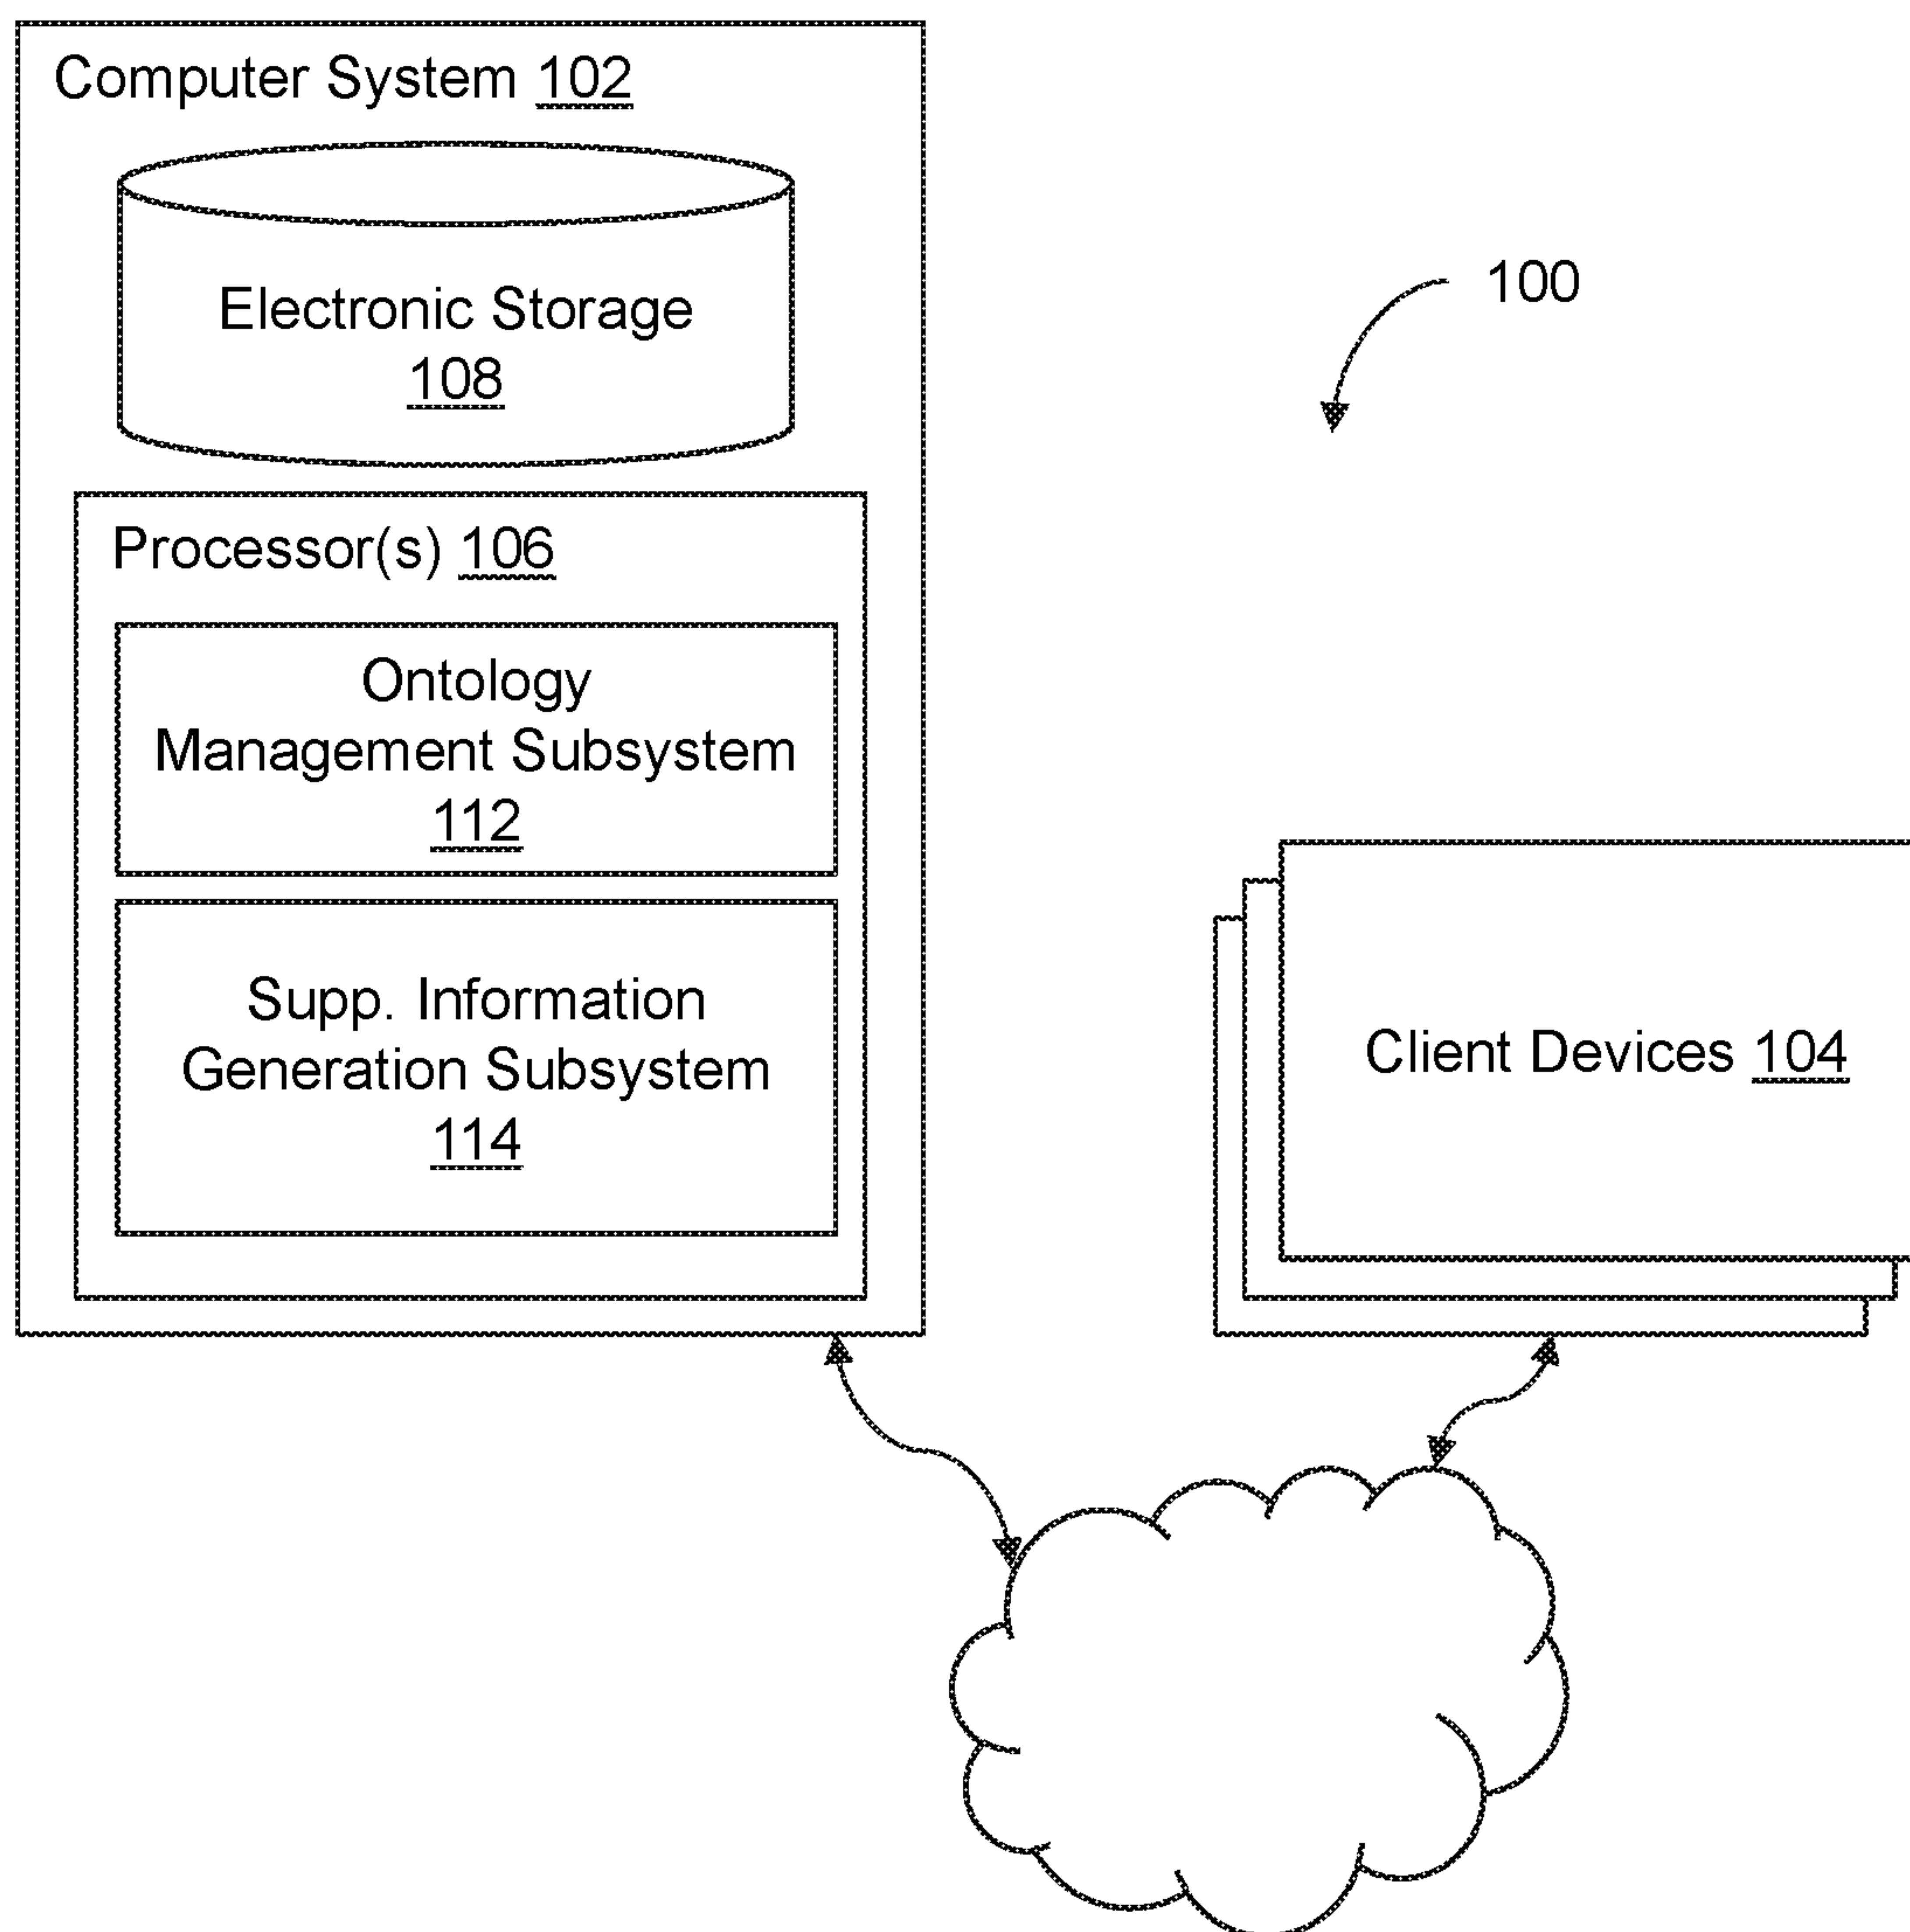 Computer System 102
Electronic Storage
108
100
Processor(s) 106
Ontology
Management Subsystem
112
Supp. Information
Generation Subsystem
114
Client Devices 104